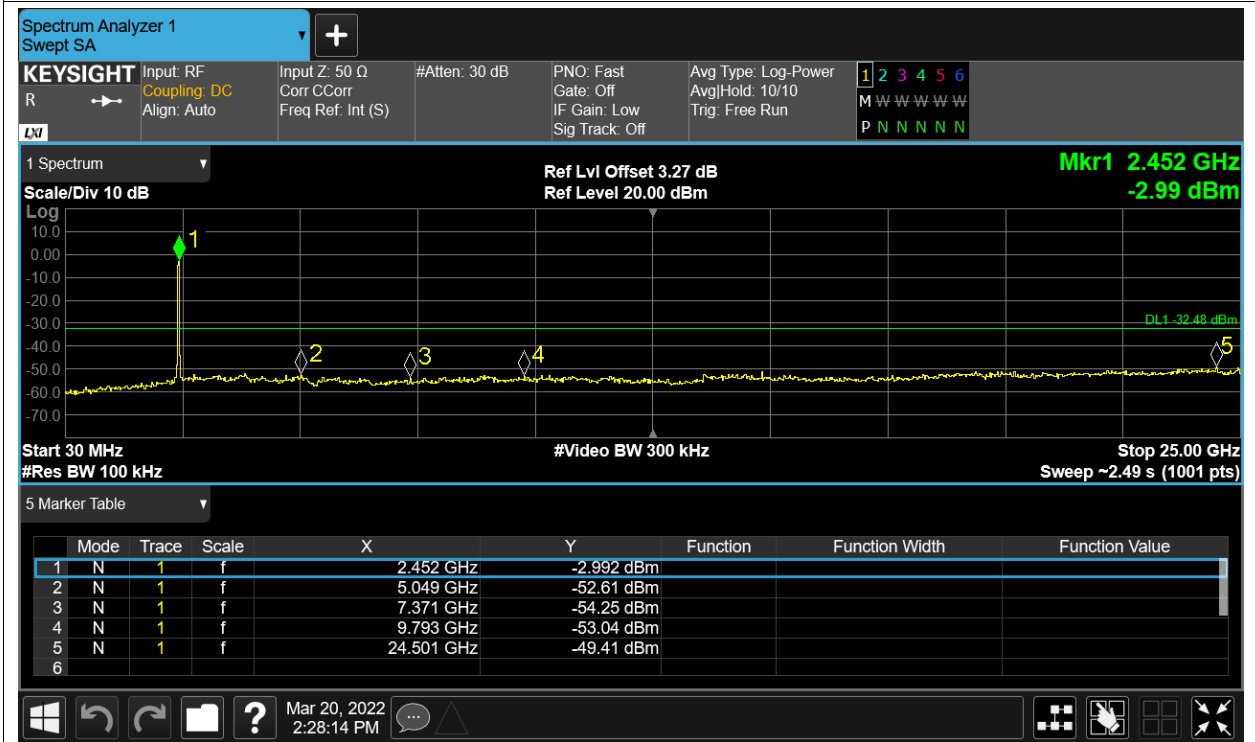 Spectrum Analyzer 1
Swept SA
+
KEYSIGHT Input: RF Input Z: 50 Ω #Atten: 30 dB PNO: Fast Avg Type: Log-Power 1 2 3 4 5 6
R Coupling: DC Corr CCorr Gate: Off Avg|Hold: 10/10 M W W W W W W
Align: Auto Freq Ref: Int (S) IF Gain: Low Trig: Free Run
LXI Sig Track: Off P N N N N N N
1 Spectrum Ref Lvl Offset 3.27 dB Mkr1 2.452 GHz
Scale/Div 10 dB Ref Level 20.00 dBm -2.99 dBm
Log
10.0
1
0.00
-10.0
-20.0
-30.0
DL1 -32.48 dBm
-40.0
2 3 4 5
-50.0
-60.0
-70.0
Start 30 MHz #Video BW 300 kHz Stop 25.00 GHz
#Res BW 100 kHz Sweep ~2.49 s (1001 pts)
5 Marker Table
Mode Trace Scale X Y Function Function Width Function Value
1 N 1 f 2.452 GHz -2.992 dBm
2 N 1 f 5.049 GHz -52.61 dBm
3 N 1 f 7.371 GHz -54.25 dBm
4 N 1 f 9.793 GHz -53.04 dBm
5 N 1 f 24.501 GHz -49.41 dBm
6
? Mar 20, 2022
2:28:14 PM